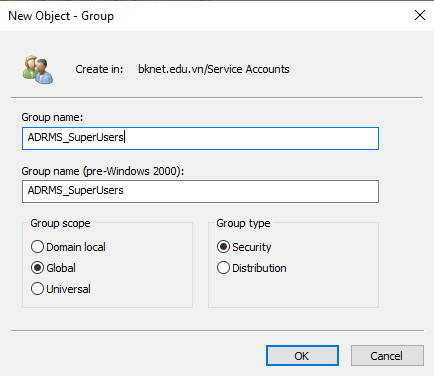 New Object - Group
Create in: bknet.edu.vn/Service Accounts
Group name:
ADRMS_SuperUsers
Group name (pre-Windows 2000):
ADRMS_SuperUsers
Group scope
Domain local
Global
Universal
Group type
Security
Distribution
OK Cancel